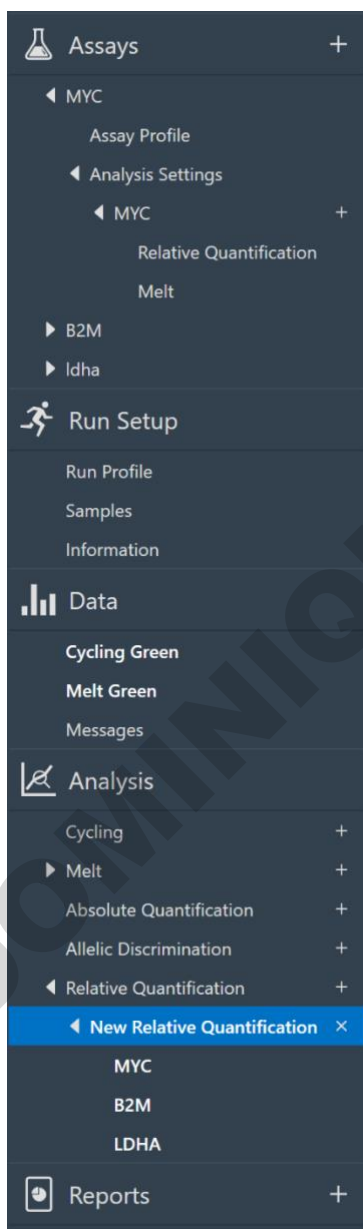 Assays +
MYC
Assay Profile
Analysis Settings
MYC +
Relative Quantification
Melt
B2M
ldha
Run Setup
Run Profile
Samples
Information
Data
Cycling Green
Melt Green
Messages
Analysis
Cycling +
Melt +
Absolute Quantification +
Allelic Discrimination +
Relative Quantification +
New Relative Quantification ×
MYC
B2M
LDHA
Reports +
DOMINIQ